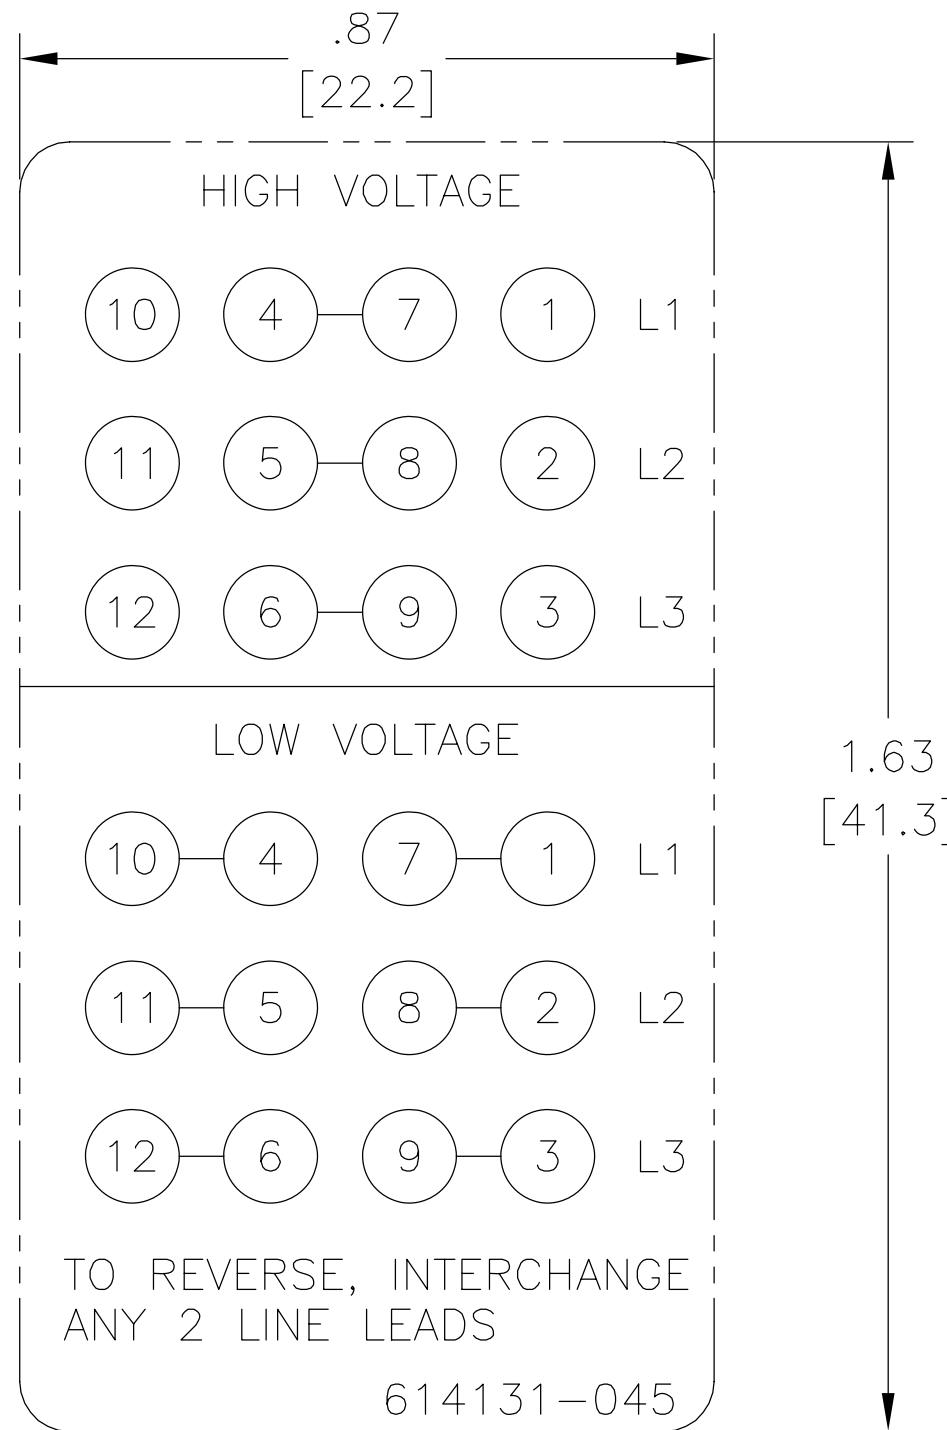 .87
[22.2]
HIGH VOLTAGE
10 4 7 1 L1
11 5 8 2 L2
12 6 9 3 L3
LOW VOLTAGE
1.63
[41.3]
10 4 7 1 L1
11 5 8 2 L2
12 6 9 3 L3
TO REVERSE, INTERCHANGE
ANY 2 LINE LEADS
614131-045